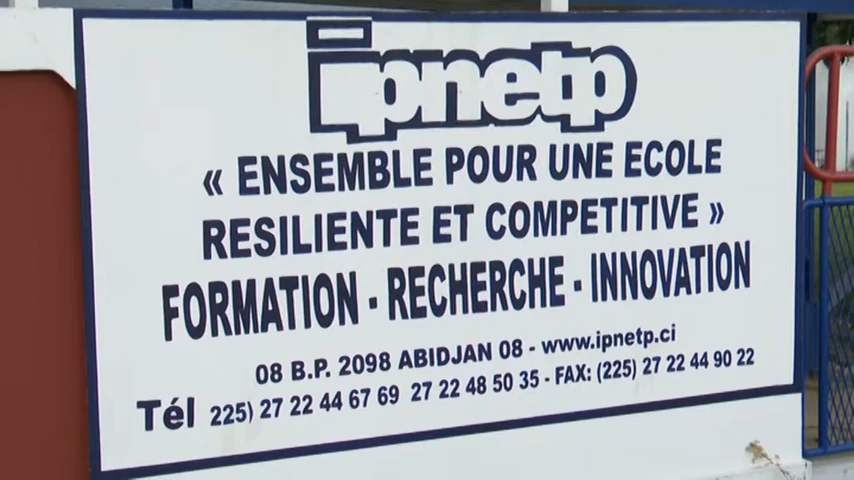 ipnetp
« ENSEMBLE POUR UNE ECOLE
RESILIENTE ET COMPETITIVE »
FORMATION - RECHERCHE - INNOVATION
08 B.P. 2098 ABIDJAN 08 - www.ipnetp.ci
Tél 225) 27 22 44 67 69 27 22 48 50 35 - FAX: (225) 27 22 44 90 22